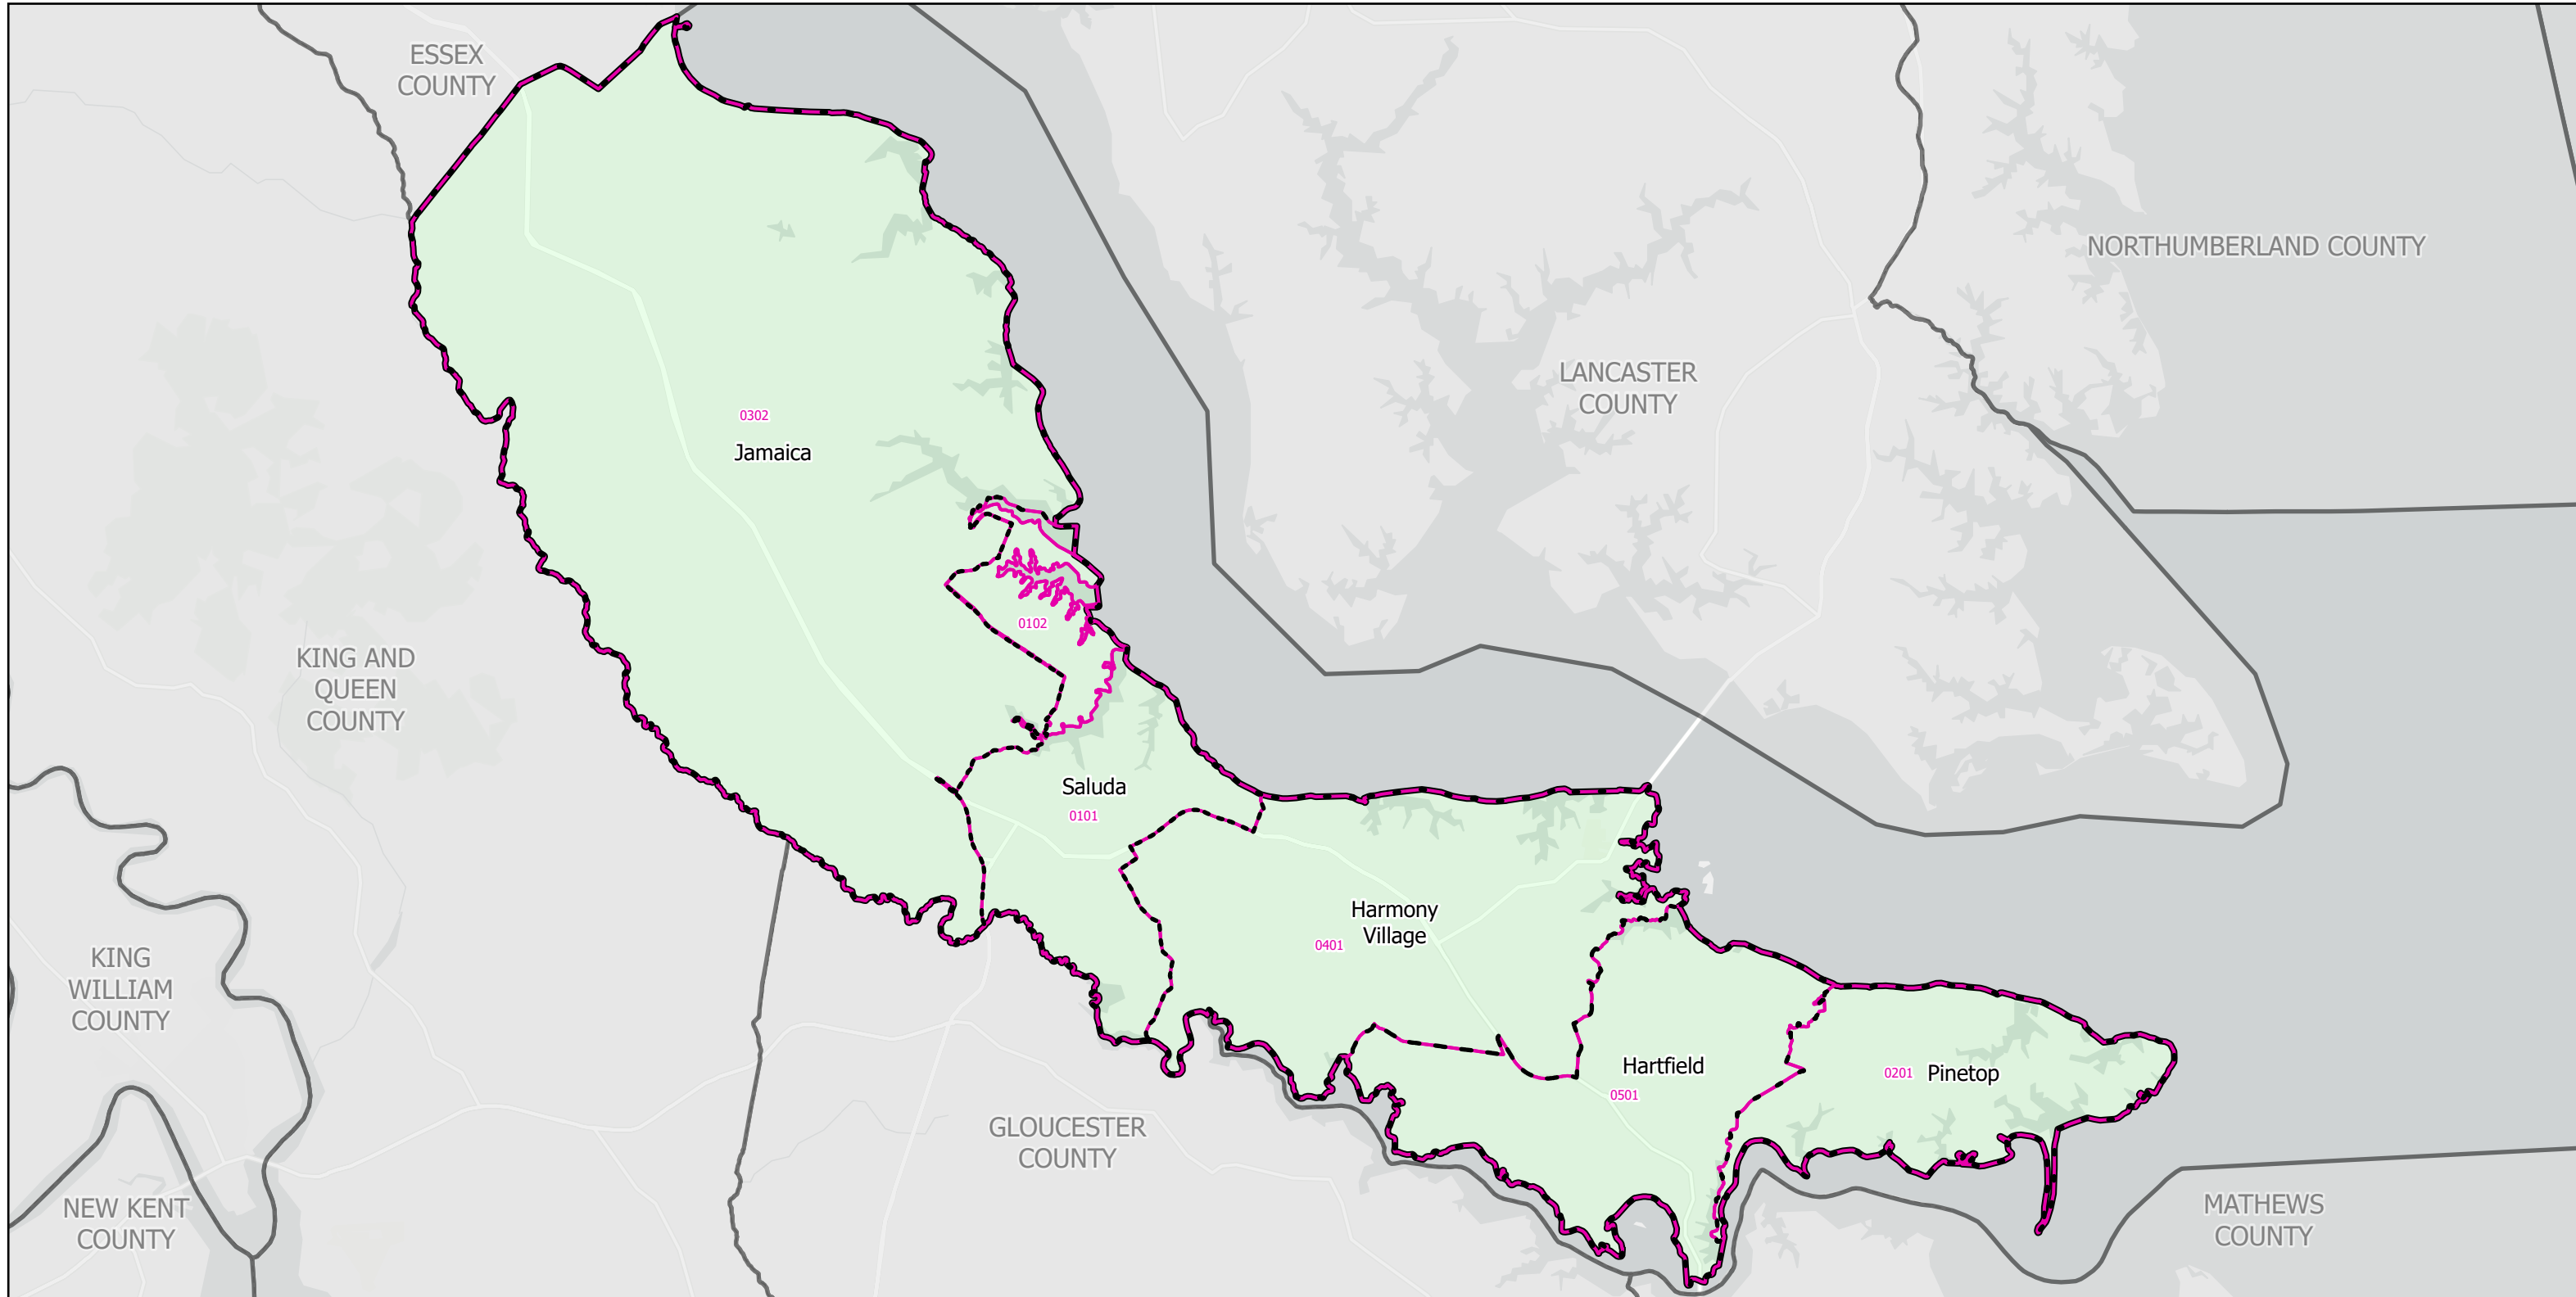 ESSEX
COUNTY
NORTHUMBERLAND COUNTY
LANCASTER
COUNTY
0302
Jamaica
0102
KING AND
QUEEN
COUNTY
Saluda
0101
Harmony
Village
0401
KING
WILLIAM
COUNTY
Hartfield
0501
0201
Pinetop
GLOUCESTER
COUNTY
NEW KENT
COUNTY
MATHEWS
COUNTY